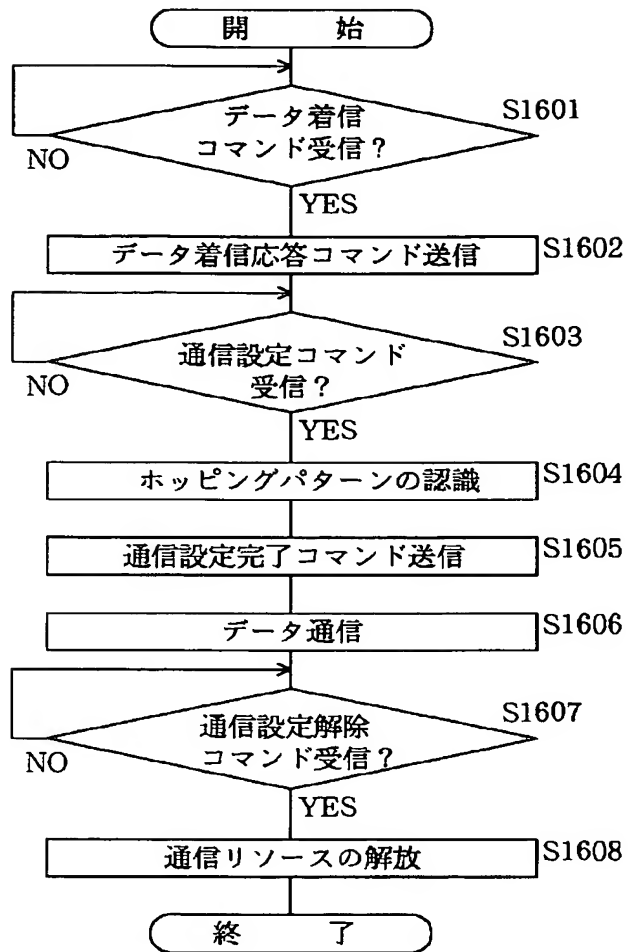 開 始
データ着信
コマンド受信？
S1601
NO
YES
データ着信応答コマンド送信
S1602
通信設定コマンド
受信？
S1603
NO
YES
ホッピングパターンの認識
S1604
通信設定完了コマンド送信
S1605
データ通信
S1606
通信設定解除
コマンド受信？
S1607
NO
YES
通信リソースの解放
S1608
終 了